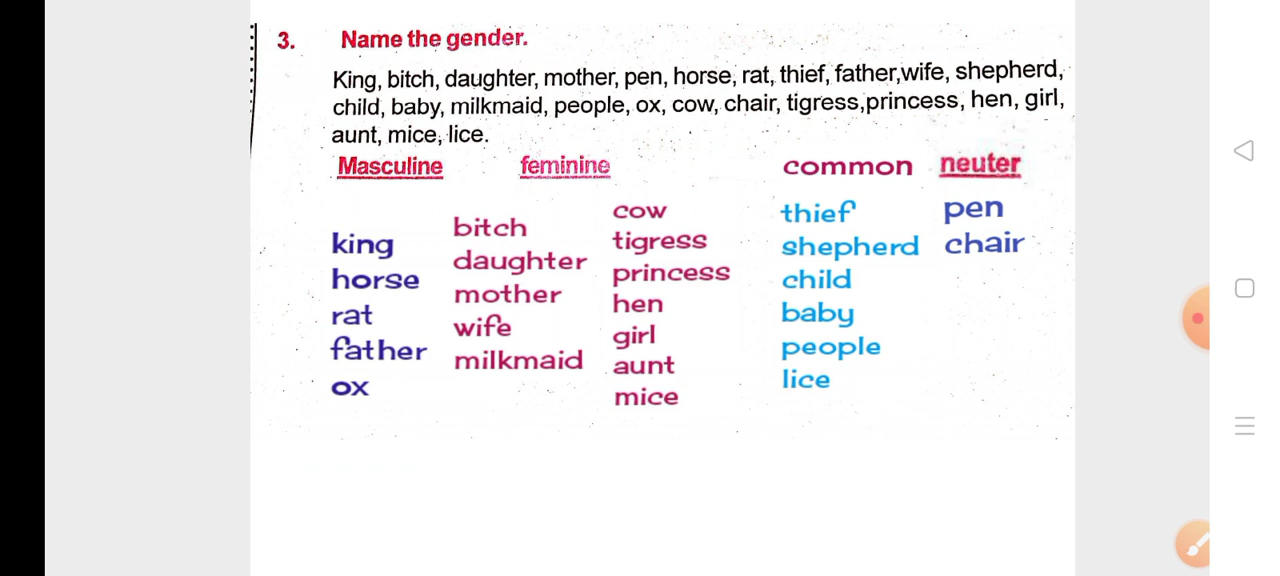 3. Name the gender.
King, bitch, daughter, mother, pen, horse, rat, thief, father,wife, shepherd,
child, baby, milkmaid, people, ox, cow, chair, tigress,princess, hen, girl,
aunt, mice, lice.
Masculine feminine common neuter
king
horse
rat
father
ox
bitch
daughter
mother
wife
milkmaid
cow
tigress
princess
hen
girl
aunt
mice
thief
shepherd
child
baby
people
lice
pen
chair